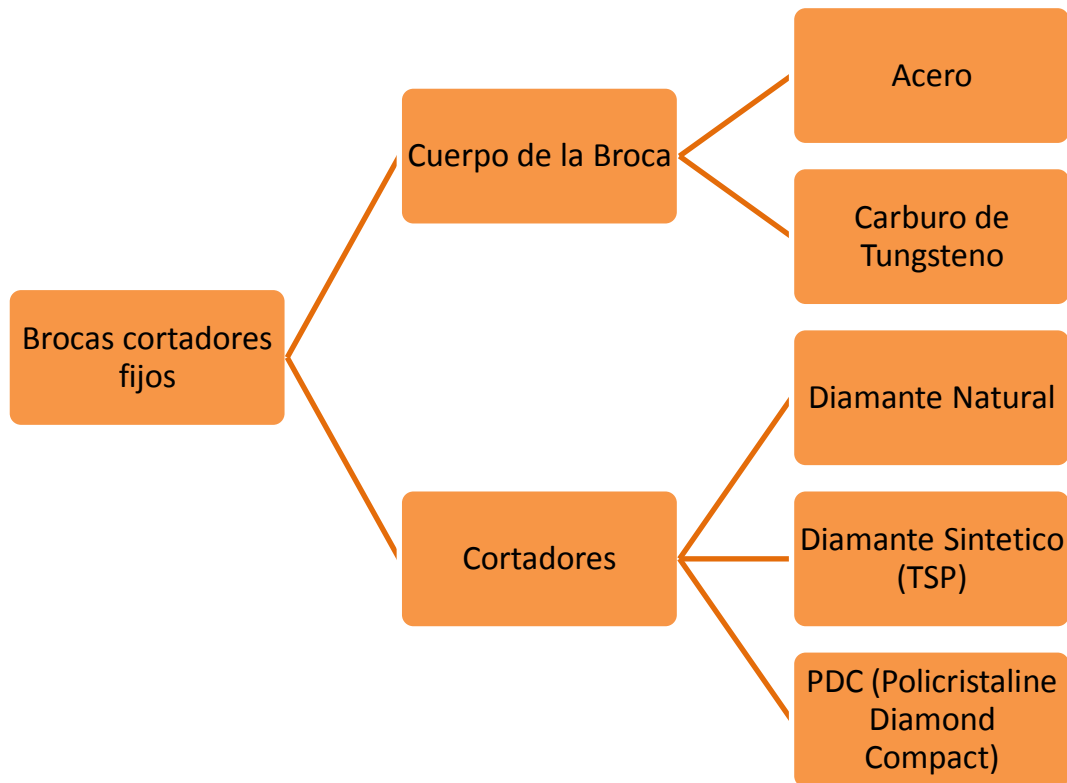 Acero
Cuerpo de la Broca
Carburo de
Tungsteno
Brocas cortadores
fijos
Diamante Natural
Cortadores
Diamante Sintetico
(TSP)
PDC (Policristaline
Diamond
Compact)